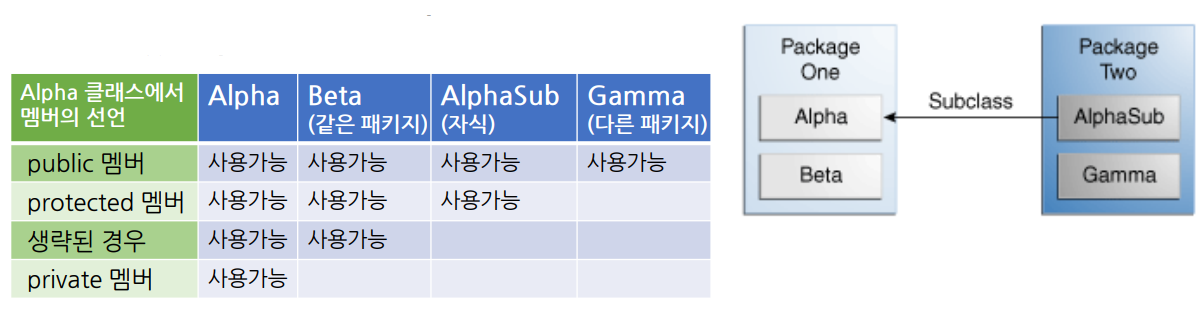 Alpha 클래스에서
멤버의 선언
Alpha
Beta
(같은 패키지)
AlphaSub
(자식)
Gamma
(다른 패키지)
public 멤버
사용가능
사용가능
사용가능
사용가능
protected 멤버
사용가능
사용가능
사용가능
생략된 경우
사용가능
사용가능
private 멤버
사용가능
Package
One
Alpha
Beta
Subclass
Package
Two
AlphaSub
Gamma